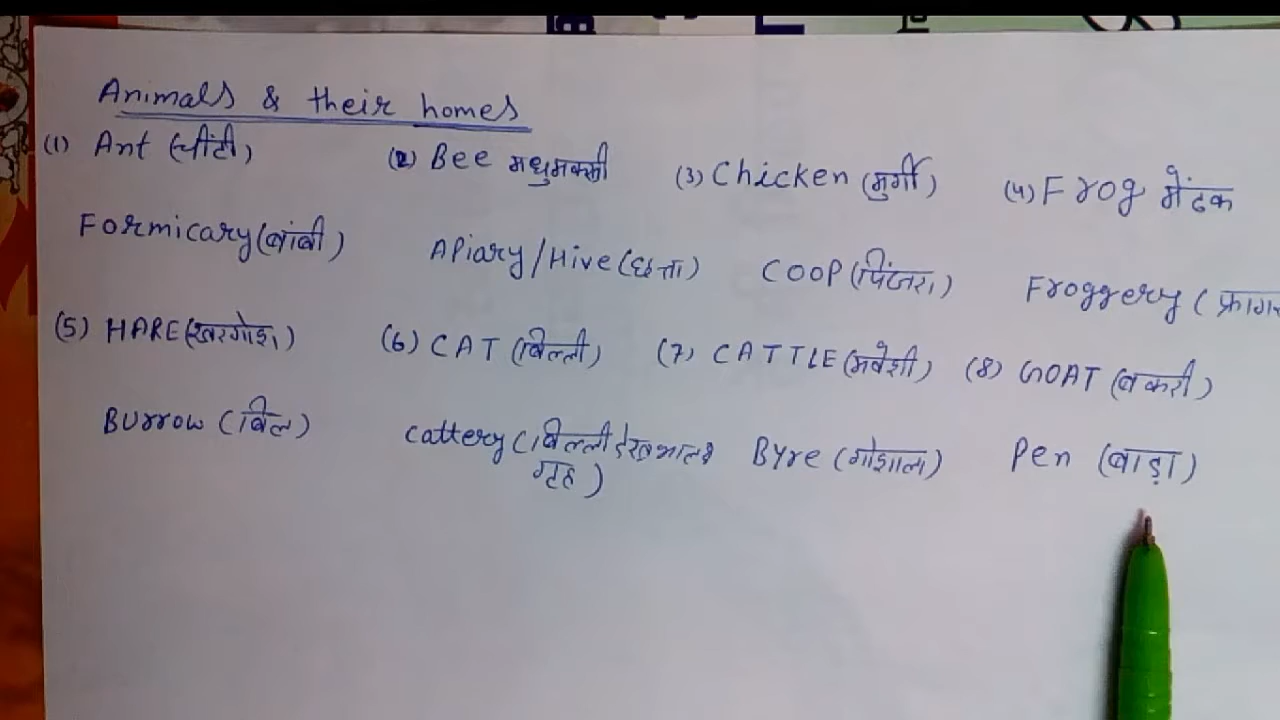 Animals & their homes
(1) Ant (चींटी) (2) Bee मधुमक्खी (3) Chicken (मुर्गी) (4) Frog मेंढक
Formicary (बांबी) Apiary/Hive (छत्ता) COOP (पिंजरा) Froggery (
(5) HARE (खरगोश) (6) CAT (बिल्ली) (7) CATTLE (मवेशी) (8) GOAT (बकरी)
Burrow (बिल) Cattery (बिल्ली देखभाल Byre (गोशाला) Pen (बाड़ा)
गृह)